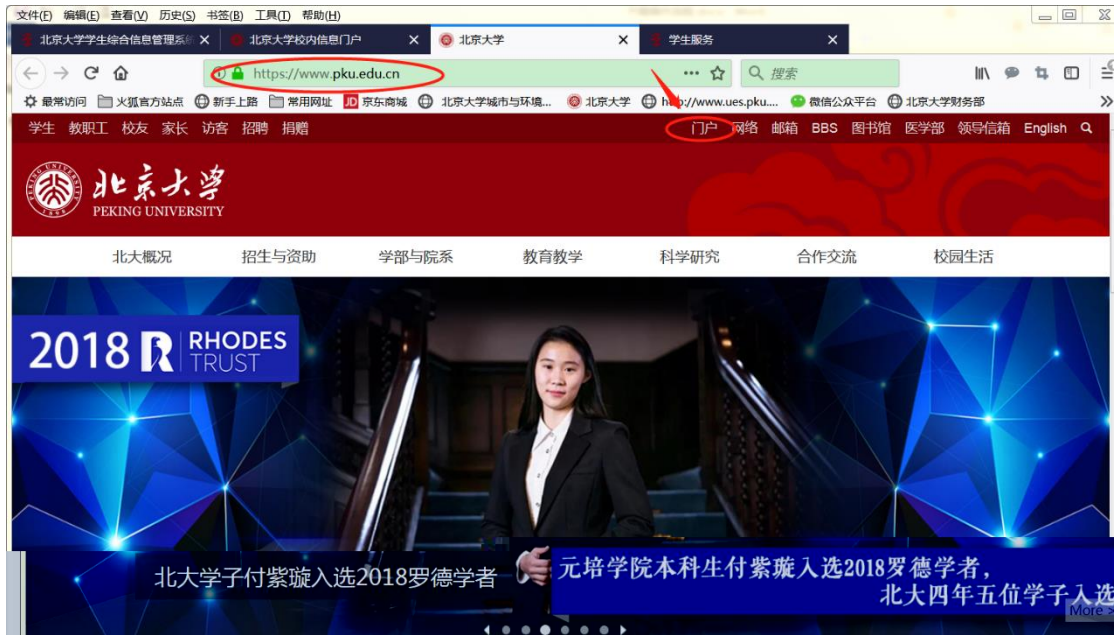 文件(F) 编辑(E) 查看(V) 历史(S) 书签(B) 工具(T) 帮助(H)
北京大学学生综合信息管理系统 北京大学校内信息门户 北京大学 学生服务
https://www.pku.edu.cn 搜索
最常访问 火狐官方站点 新手上路 常用网址 JD 京东商城 北京大学城市与环境... 北京大学 微信公众平台 北京大学财务部
学生 教职工 校友 家长 访客 招聘 捐赠 门户 网络 邮箱 BBS 图书馆 医学部 领导信箱 English
北京大学
PEKING UNIVERSITY
1898
北大概况 招生与资助 学部与院系 教育教学 科学研究 合作交流 校园生活
2018 R RHODES
TRUST
北大学子付紫璇入选2018罗德学者
元培学院本科生付紫璇入选2018罗德学者,
北大四年五位学子入选
More >